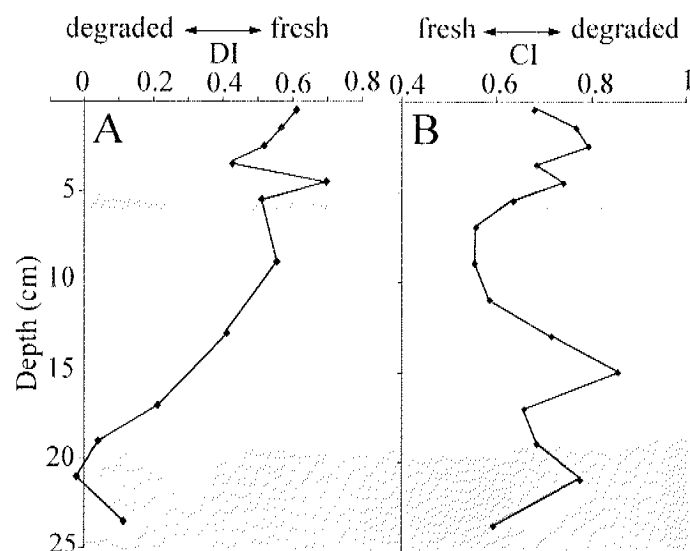 degraded ↔ fresh
DI
0 0.2 0.4 0.6 0.8
A
5
10
15
20
25
Depth (cm)
fresh ↔ degraded
CI
0.4 0.6 0.8 1
B